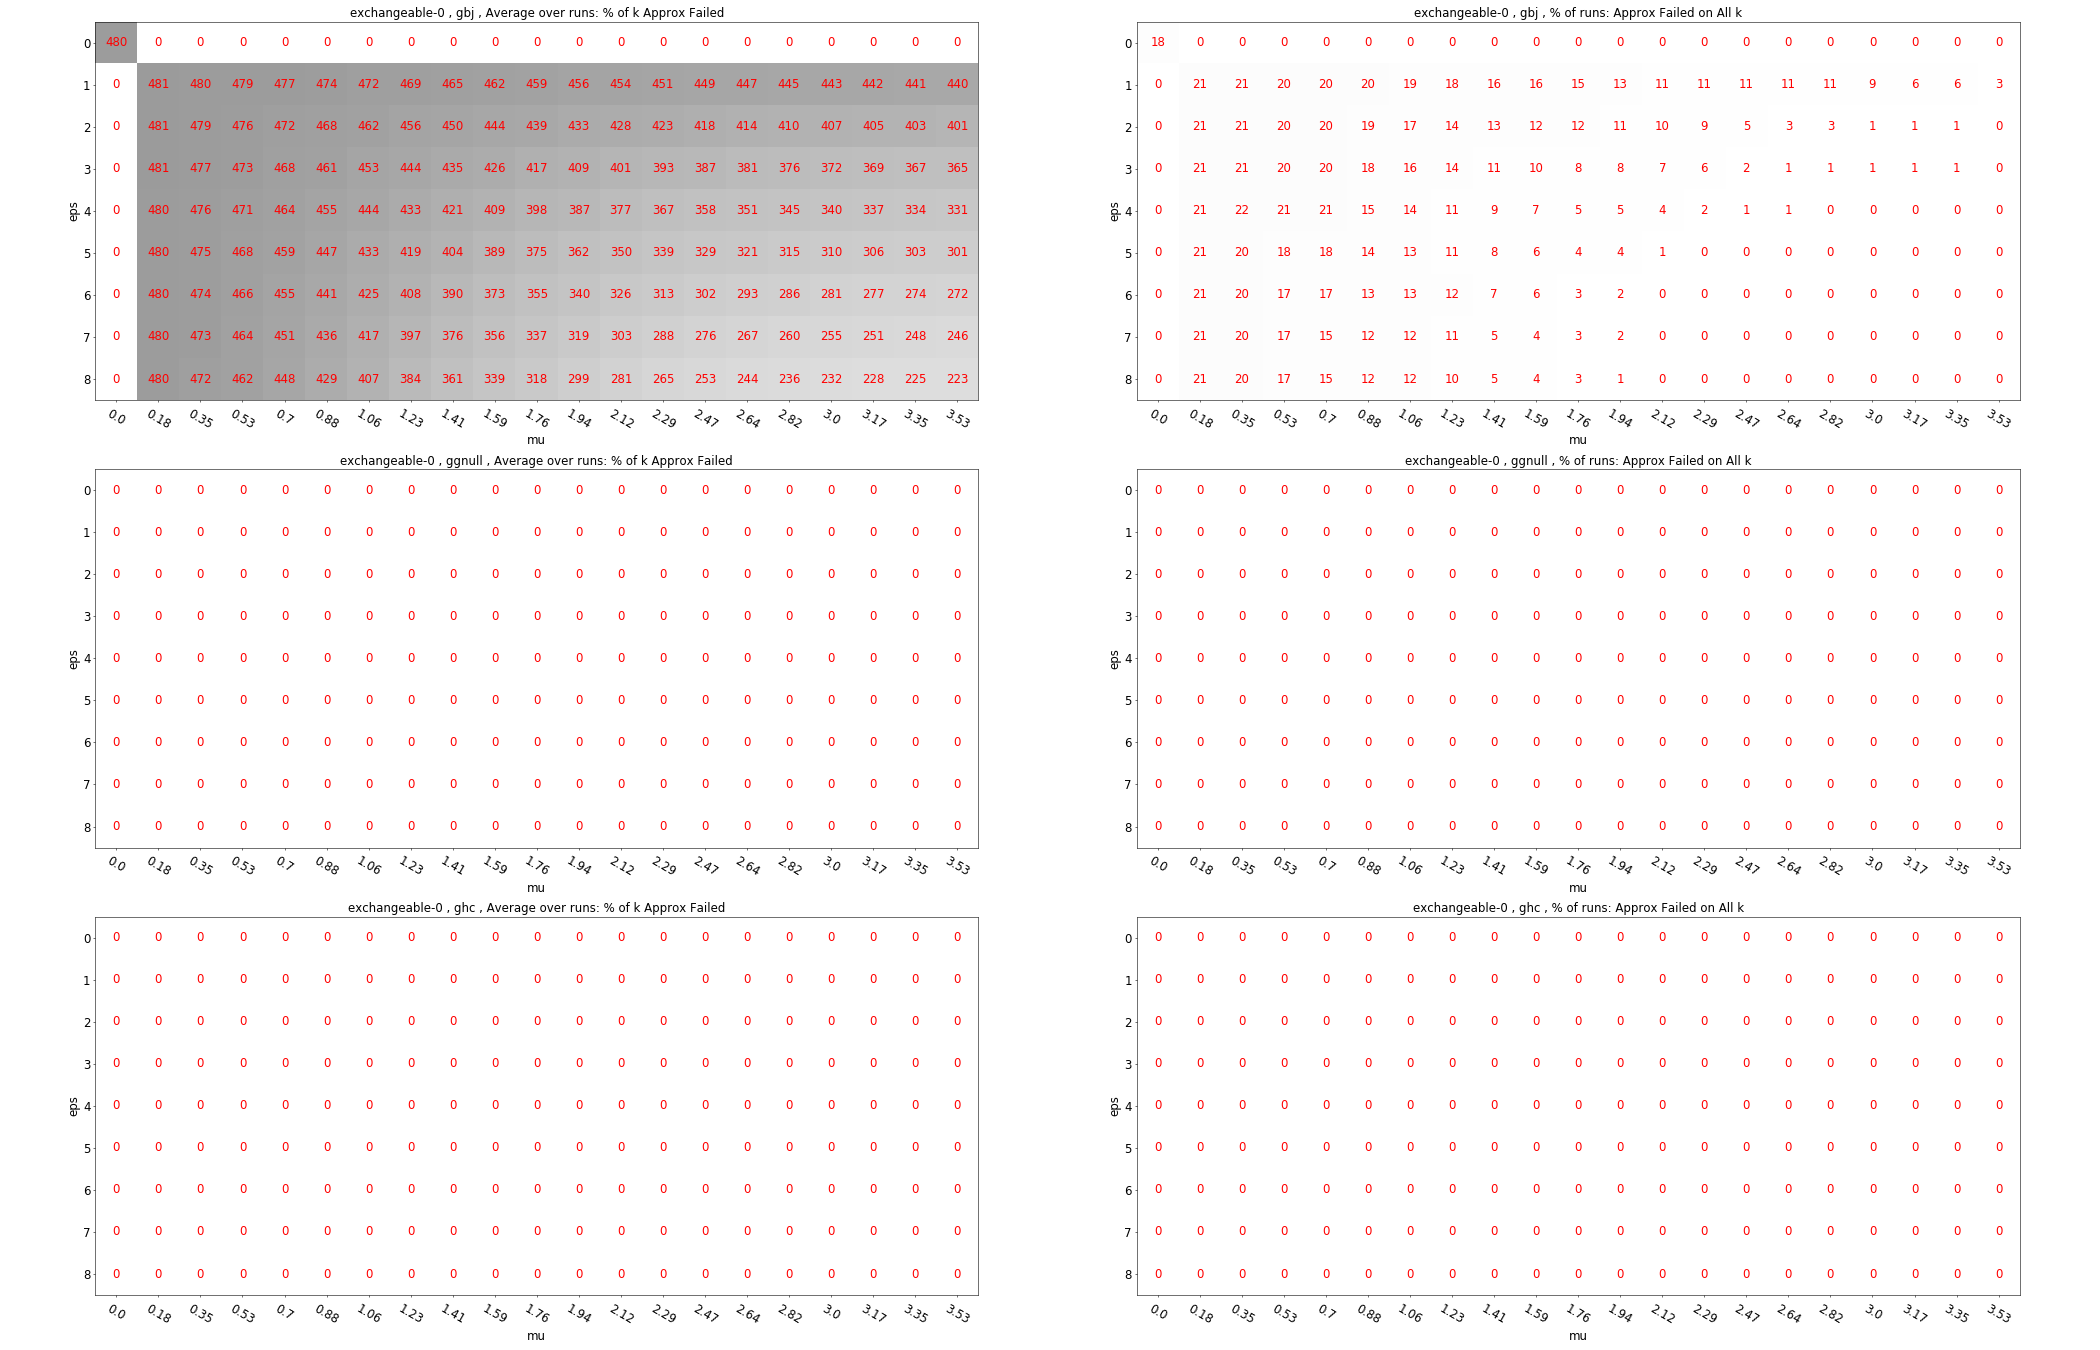 exchangeable-0 , gbj , Average over runs: % of k Approx Failed
0 480 0 0 0 0 0 0 0 0 0 0 0 0 0 0 0 0 0 0 0 0
1 0 481 480 479 477 474 472 469 465 462 459 456 454 451 449 447 445 443 442 441 440
2 0 481 479 476 472 468 462 456 450 444 439 433 428 423 418 414 410 407 405 403 401
3 0 481 477 473 468 461 453 444 435 426 417 409 401 393 387 381 376 372 369 367 365
4 0 480 476 471 464 455 444 433 421 409 398 387 377 367 358 351 345 340 337 334 331
5 0 480 475 468 459 447 433 419 404 389 375 362 350 339 329 321 315 310 306 303 301
6 0 480 474 466 455 441 425 408 390 373 355 340 326 313 302 293 286 281 277 274 272
7 0 480 473 464 451 436 417 397 376 356 337 319 303 288 276 267 260 255 251 248 246
8 0 480 472 462 448 429 407 384 361 339 318 299 281 265 253 244 236 232 228 225 223
eps
0.0 0.18 0.35 0.53 0.7 0.88 1.06 1.23 1.41 1.59 1.76 1.94 2.12 2.29 2.47 2.64 2.82 3.0 3.17 3.35 3.53
mu
exchangeable-0 , gbj , % of runs: Approx Failed on All k
0 18 0 0 0 0 0 0 0 0 0 0 0 0 0 0 0 0 0 0 0 0
1 0 21 21 20 20 20 19 18 16 16 15 13 11 11 11 11 11 9 6 6 3
2 0 21 21 20 20 19 17 14 13 12 12 11 10 9 5 3 3 1 1 1 0
3 0 21 21 20 20 18 16 14 11 10 8 8 7 6 2 1 1 1 1 1 0
4 0 21 22 21 21 15 14 11 9 7 5 5 4 2 1 1 0 0 0 0 0
5 0 21 20 18 18 14 13 11 8 6 4 4 1 0 0 0 0 0 0 0 0
6 0 21 20 17 17 13 13 12 7 6 3 2 0 0 0 0 0 0 0 0 0
7 0 21 20 17 15 12 12 11 5 4 3 2 0 0 0 0 0 0 0 0 0
8 0 21 20 17 15 12 12 10 5 4 3 1 0 0 0 0 0 0 0 0 0
eps
0.0 0.18 0.35 0.53 0.7 0.88 1.06 1.23 1.41 1.59 1.76 1.94 2.12 2.29 2.47 2.64 2.82 3.0 3.17 3.35 3.53
mu
exchangeable-0 , ggnull , Average over runs: % of k Approx Failed
0 0 0 0 0 0 0 0 0 0 0 0 0 0 0 0 0 0 0 0 0 0
1 0 0 0 0 0 0 0 0 0 0 0 0 0 0 0 0 0 0 0 0 0
2 0 0 0 0 0 0 0 0 0 0 0 0 0 0 0 0 0 0 0 0 0
3 0 0 0 0 0 0 0 0 0 0 0 0 0 0 0 0 0 0 0 0 0
4 0 0 0 0 0 0 0 0 0 0 0 0 0 0 0 0 0 0 0 0 0
5 0 0 0 0 0 0 0 0 0 0 0 0 0 0 0 0 0 0 0 0 0
6 0 0 0 0 0 0 0 0 0 0 0 0 0 0 0 0 0 0 0 0 0
7 0 0 0 0 0 0 0 0 0 0 0 0 0 0 0 0 0 0 0 0 0
8 0 0 0 0 0 0 0 0 0 0 0 0 0 0 0 0 0 0 0 0 0
eps
0.0 0.18 0.35 0.53 0.7 0.88 1.06 1.23 1.41 1.59 1.76 1.94 2.12 2.29 2.47 2.64 2.82 3.0 3.17 3.35 3.53
mu
exchangeable-0 , ggnull , % of runs: Approx Failed on All k
0 0 0 0 0 0 0 0 0 0 0 0 0 0 0 0 0 0 0 0 0 0
1 0 0 0 0 0 0 0 0 0 0 0 0 0 0 0 0 0 0 0 0 0
2 0 0 0 0 0 0 0 0 0 0 0 0 0 0 0 0 0 0 0 0 0
3 0 0 0 0 0 0 0 0 0 0 0 0 0 0 0 0 0 0 0 0 0
4 0 0 0 0 0 0 0 0 0 0 0 0 0 0 0 0 0 0 0 0 0
5 0 0 0 0 0 0 0 0 0 0 0 0 0 0 0 0 0 0 0 0 0
6 0 0 0 0 0 0 0 0 0 0 0 0 0 0 0 0 0 0 0 0 0
7 0 0 0 0 0 0 0 0 0 0 0 0 0 0 0 0 0 0 0 0 0
8 0 0 0 0 0 0 0 0 0 0 0 0 0 0 0 0 0 0 0 0 0
eps
0.0 0.18 0.35 0.53 0.7 0.88 1.06 1.23 1.41 1.59 1.76 1.94 2.12 2.29 2.47 2.64 2.82 3.0 3.17 3.35 3.53
mu
exchangeable-0 , ghc , Average over runs: % of k Approx Failed
0 0 0 0 0 0 0 0 0 0 0 0 0 0 0 0 0 0 0 0 0 0
1 0 0 0 0 0 0 0 0 0 0 0 0 0 0 0 0 0 0 0 0 0
2 0 0 0 0 0 0 0 0 0 0 0 0 0 0 0 0 0 0 0 0 0
3 0 0 0 0 0 0 0 0 0 0 0 0 0 0 0 0 0 0 0 0 0
4 0 0 0 0 0 0 0 0 0 0 0 0 0 0 0 0 0 0 0 0 0
5 0 0 0 0 0 0 0 0 0 0 0 0 0 0 0 0 0 0 0 0 0
6 0 0 0 0 0 0 0 0 0 0 0 0 0 0 0 0 0 0 0 0 0
7 0 0 0 0 0 0 0 0 0 0 0 0 0 0 0 0 0 0 0 0 0
8 0 0 0 0 0 0 0 0 0 0 0 0 0 0 0 0 0 0 0 0 0
eps
0.0 0.18 0.35 0.53 0.7 0.88 1.06 1.23 1.41 1.59 1.76 1.94 2.12 2.29 2.47 2.64 2.82 3.0 3.17 3.35 3.53
mu
exchangeable-0 , ghc , % of runs: Approx Failed on All k
0 0 0 0 0 0 0 0 0 0 0 0 0 0 0 0 0 0 0 0 0 0
1 0 0 0 0 0 0 0 0 0 0 0 0 0 0 0 0 0 0 0 0 0
2 0 0 0 0 0 0 0 0 0 0 0 0 0 0 0 0 0 0 0 0 0
3 0 0 0 0 0 0 0 0 0 0 0 0 0 0 0 0 0 0 0 0 0
4 0 0 0 0 0 0 0 0 0 0 0 0 0 0 0 0 0 0 0 0 0
5 0 0 0 0 0 0 0 0 0 0 0 0 0 0 0 0 0 0 0 0 0
6 0 0 0 0 0 0 0 0 0 0 0 0 0 0 0 0 0 0 0 0 0
7 0 0 0 0 0 0 0 0 0 0 0 0 0 0 0 0 0 0 0 0 0
8 0 0 0 0 0 0 0 0 0 0 0 0 0 0 0 0 0 0 0 0 0
eps
0.0 0.18 0.35 0.53 0.7 0.88 1.06 1.23 1.41 1.59 1.76 1.94 2.12 2.29 2.47 2.64 2.82 3.0 3.17 3.35 3.53
mu